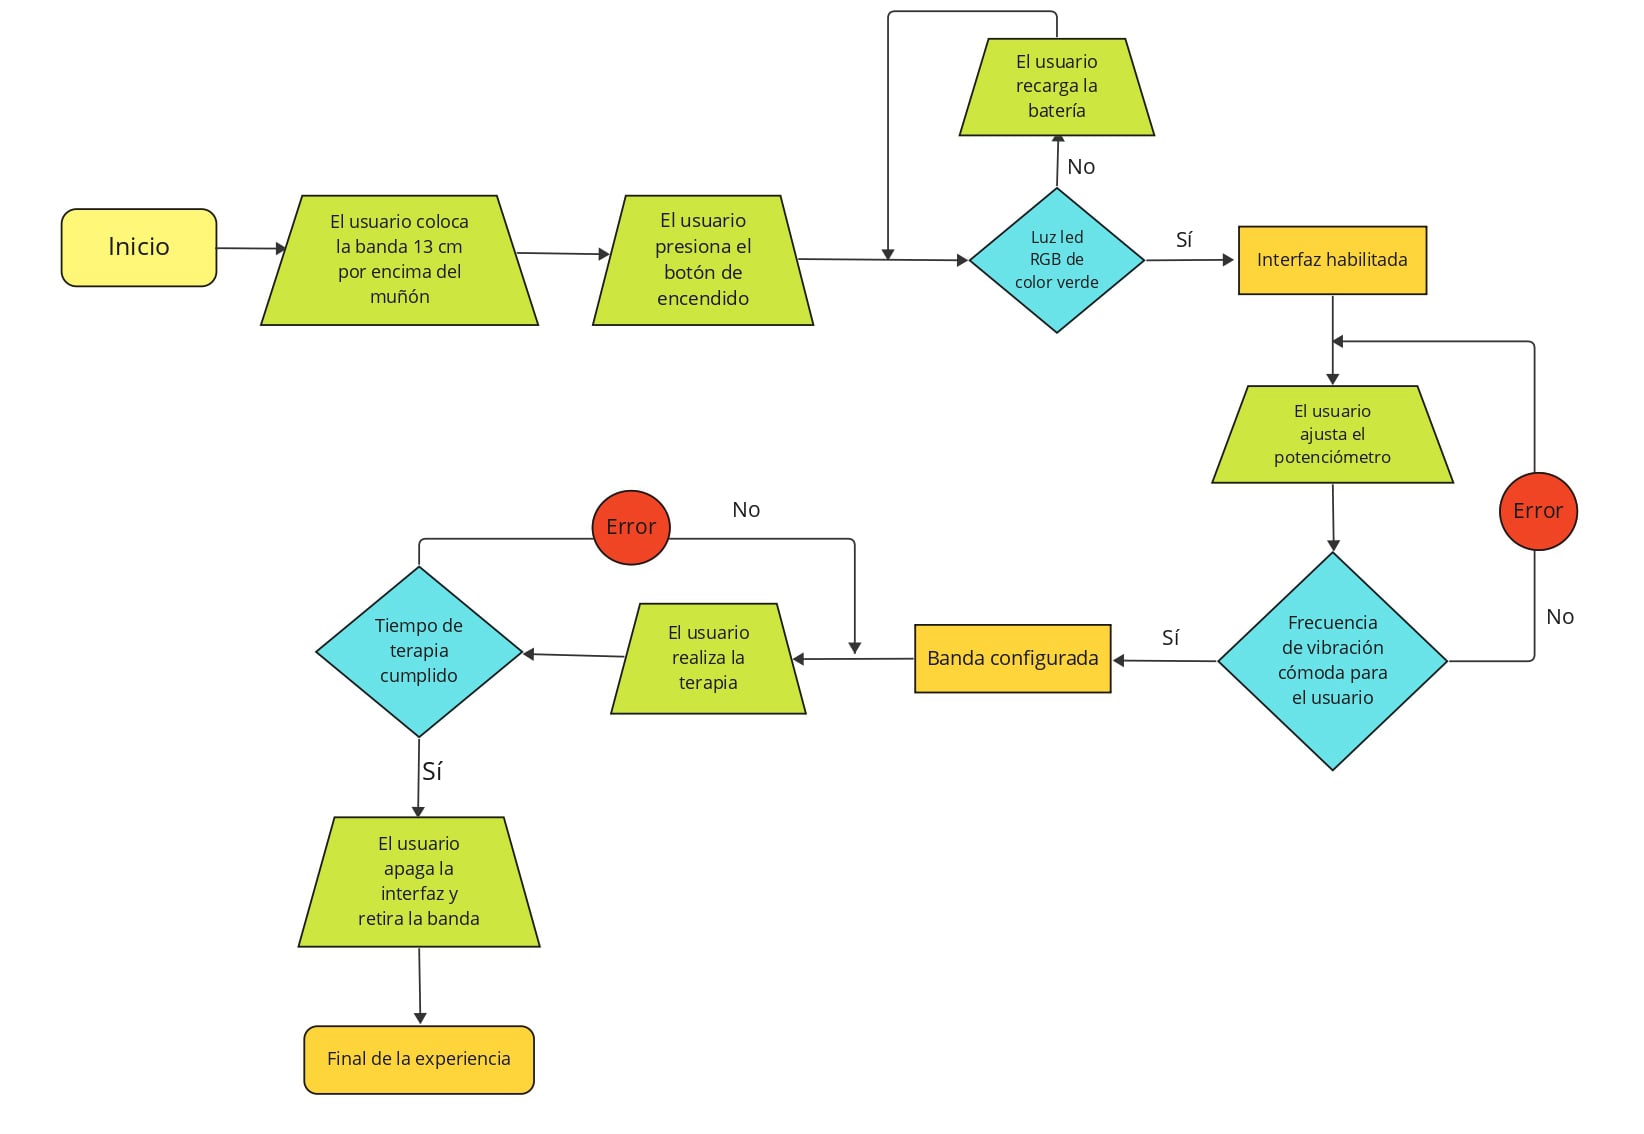 El usuario
recarga la
batería
No
Inicio
El usuario coloca
la banda 13 cm
por encima del
muñón
El usuario
presiona el
botón de
encendido
Luz led
RGB de
color verde
Sí
Interfaz habilitada
El usuario
ajusta el
potenciómetro
Error
No
Frecuencia
de vibración
cómoda para
el usuario
Sí
Banda configurada
Error
No
El usuario
realiza la
terapia
Tiempo de
terapia
cumplido
Sí
El usuario
apaga la
interfaz y
retira la banda
Final de la experiencia